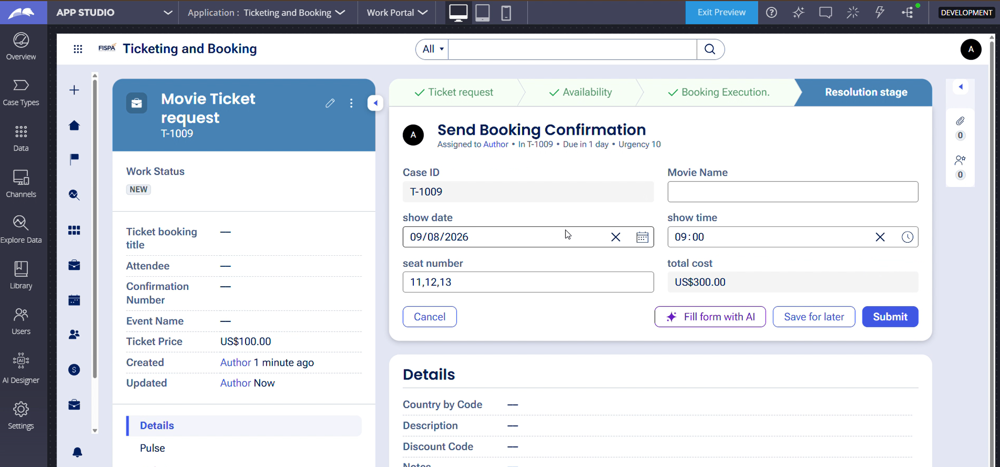 APP STUDIO
Application : Ticketing and Booking
Work Portal
Exit Preview
DEVELOPMENT
Overview
Case Types
Data
Channels
Explore Data
Library
Users
AI
AI Designer
Settings
FISPA
Ticketing and Booking
All
A
S
Movie Ticket
request
T-1009
Work Status
NEW
Ticket booking
title —
Attendee —
Confirmation
Number —
Event Name —
Ticket Price US$100.00
Created Author 1 minute ago
Updated Author Now
Details
Pulse
Ticket request
Availability
Booking Execution.
Resolution stage
A
Send Booking Confirmation
Assigned to Author • In T-1009 • Due in 1 day • Urgency 10
Case ID
T-1009
Movie Name
show date
09/08/2026
show time
09:00
seat number
11,12,13
total cost
US$300.00
Cancel
Fill form with AI
Save for later
Submit
Details
Country by Code —
Description —
Discount Code —
Notes —
0
0